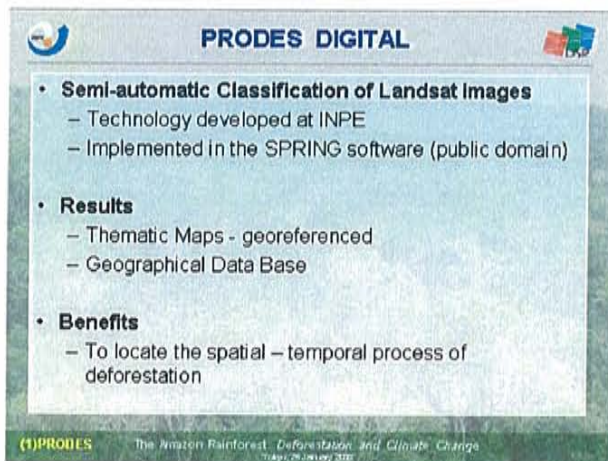 PRODES DIGITAL
• Semi-automatic Classification of Landsat Images
– Technology developed at INPE
– Implemented in the SPRING software (public domain)
• Results
– Thematic Maps - georeferenced
– Geographical Data Base
• Benefits
– To locate the spatial – temporal process of
deforestation
(1)PRODES The Amazon Rainforest: Deforestation and Climate Change